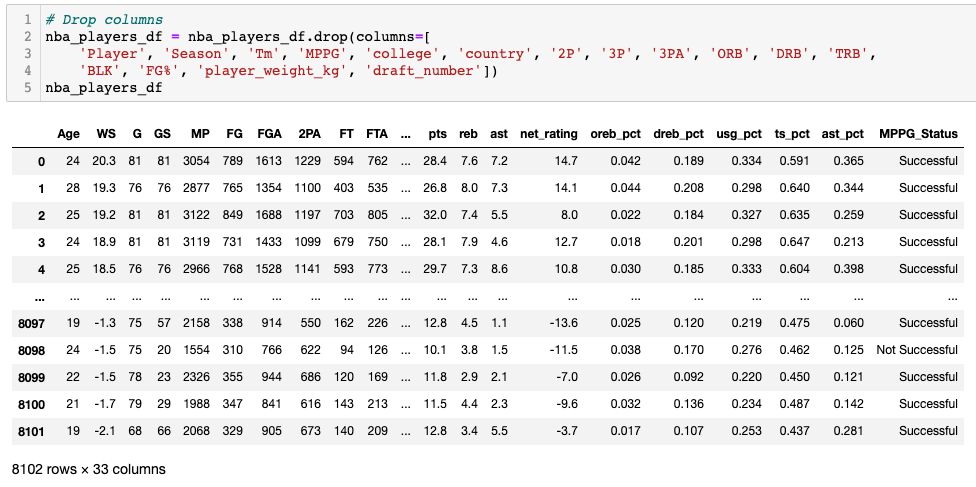 1 # Drop columns
2 nba_players_df = nba_players_df.drop(columns=[
3 'Player', 'Season', 'Tm', 'MPPG', 'college', 'country', '2P', '3P', '3PA', 'ORB', 'DRB', 'TRB',
4 'BLK', 'FG%', 'player_weight_kg', 'draft_number'])
5 nba_players_df
Age WS G GS MP FG FGA 2PA FT FTA ... pts reb ast net_rating oreb_pct dreb_pct usg_pct ts_pct ast_pct MPPG_Status
0 24 20.3 81 81 3054 789 1613 1229 594 762 ... 28.4 7.6 7.2 14.7 0.042 0.189 0.334 0.591 0.365 Successful
1 28 19.3 76 76 2877 765 1354 1100 403 535 ... 26.8 8.0 7.3 14.1 0.044 0.208 0.298 0.640 0.344 Successful
2 25 19.2 81 81 3122 849 1688 1197 703 805 ... 32.0 7.4 5.5 8.0 0.022 0.184 0.327 0.635 0.259 Successful
3 24 18.9 81 81 3119 731 1433 1099 679 750 ... 28.1 7.9 4.6 12.7 0.018 0.201 0.298 0.647 0.213 Successful
4 25 18.5 76 76 2966 768 1528 1141 593 773 ... 29.7 7.3 8.6 10.8 0.030 0.185 0.333 0.604 0.398 Successful
... ... ... ... ... ... ... ... ... ... ... ... ... ... ... ... ... ... ... ... ... ...
8097 19 -1.3 75 57 2158 338 914 550 162 226 ... 12.8 4.5 1.1 -13.6 0.025 0.120 0.219 0.475 0.060 Successful
8098 24 -1.5 75 20 1554 310 766 622 94 126 ... 10.1 3.8 1.5 -11.5 0.038 0.170 0.276 0.462 0.125 Not Successful
8099 22 -1.5 78 23 2326 355 944 686 120 169 ... 11.8 2.9 2.1 -7.0 0.026 0.092 0.220 0.450 0.121 Successful
8100 21 -1.7 79 29 1988 347 841 616 143 213 ... 11.5 4.4 2.3 -9.6 0.032 0.136 0.234 0.487 0.142 Successful
8101 19 -2.1 68 66 2068 329 905 673 140 209 ... 12.8 3.4 5.5 -3.7 0.017 0.107 0.253 0.437 0.281 Successful
8102 rows × 33 columns